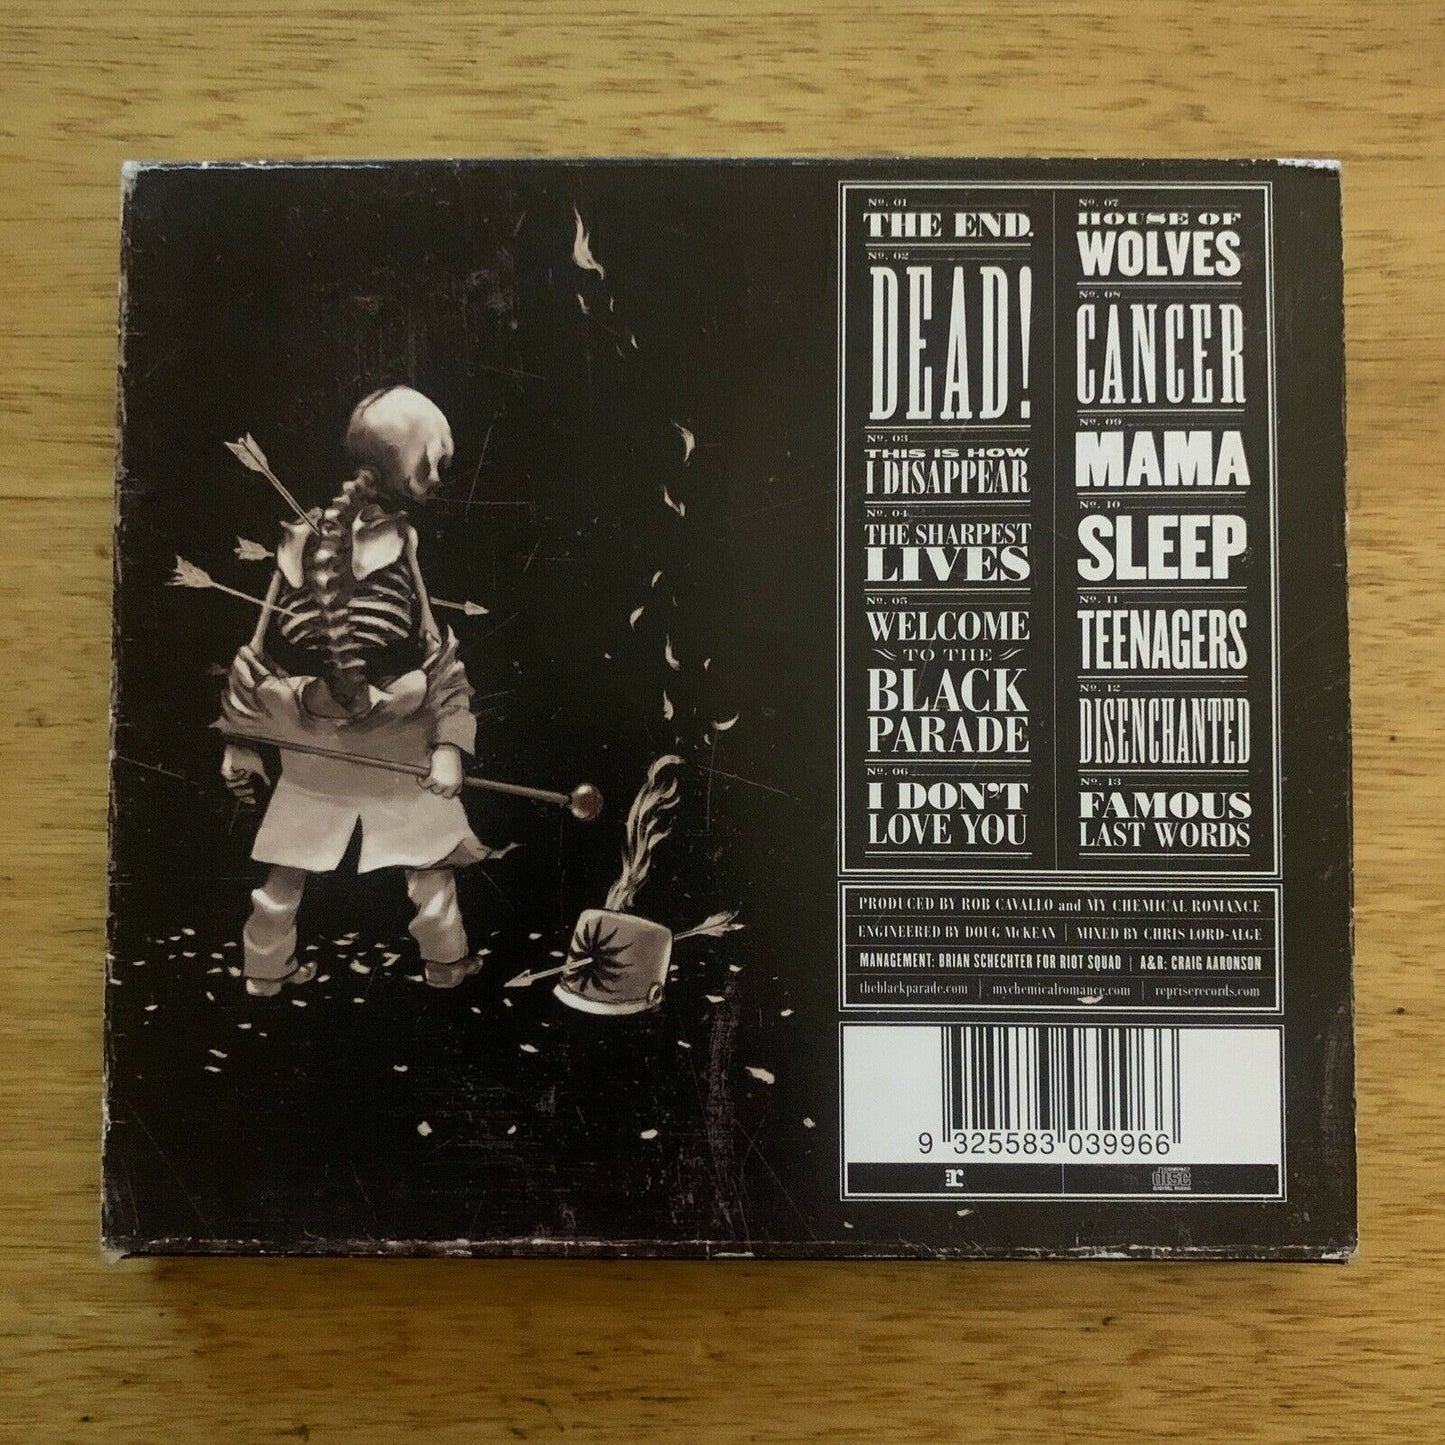 Nº. 01
THE END.
Nº. 02
DEAD!
Nº. 03
THIS IS HOW
I DISAPPEAR
Nº. 04
THE SHARPEST
LIVES
Nº. 05
WELCOME
TO THE
BLACK
PARADE
Nº. 06
I DON'T
LOVE YOU
Nº. 07
HOUSE OF
WOLVES
Nº. 08
CANCER
Nº. 09
MAMA
Nº. 10
SLEEP
Nº. 11
TEENAGERS
Nº. 12
DISENCHANTED
Nº. 13
FAMOUS
LAST WORDS
PRODUCED BY ROB CAVALLO and MY CHEMICAL ROMANCE
ENGINEERED BY DOUG McKEAN | MIXED BY CHRIS LORD-ALGE
MANAGEMENT: BRIAN SCHECHTER FOR RIOT SQUAD | A&R: CRAIG AARONSON
theblackparade.com | mychemicalromance.com | repriserecords.com
9 325583 039966
:r
COMPACT
disc
DIGITAL AUDIO